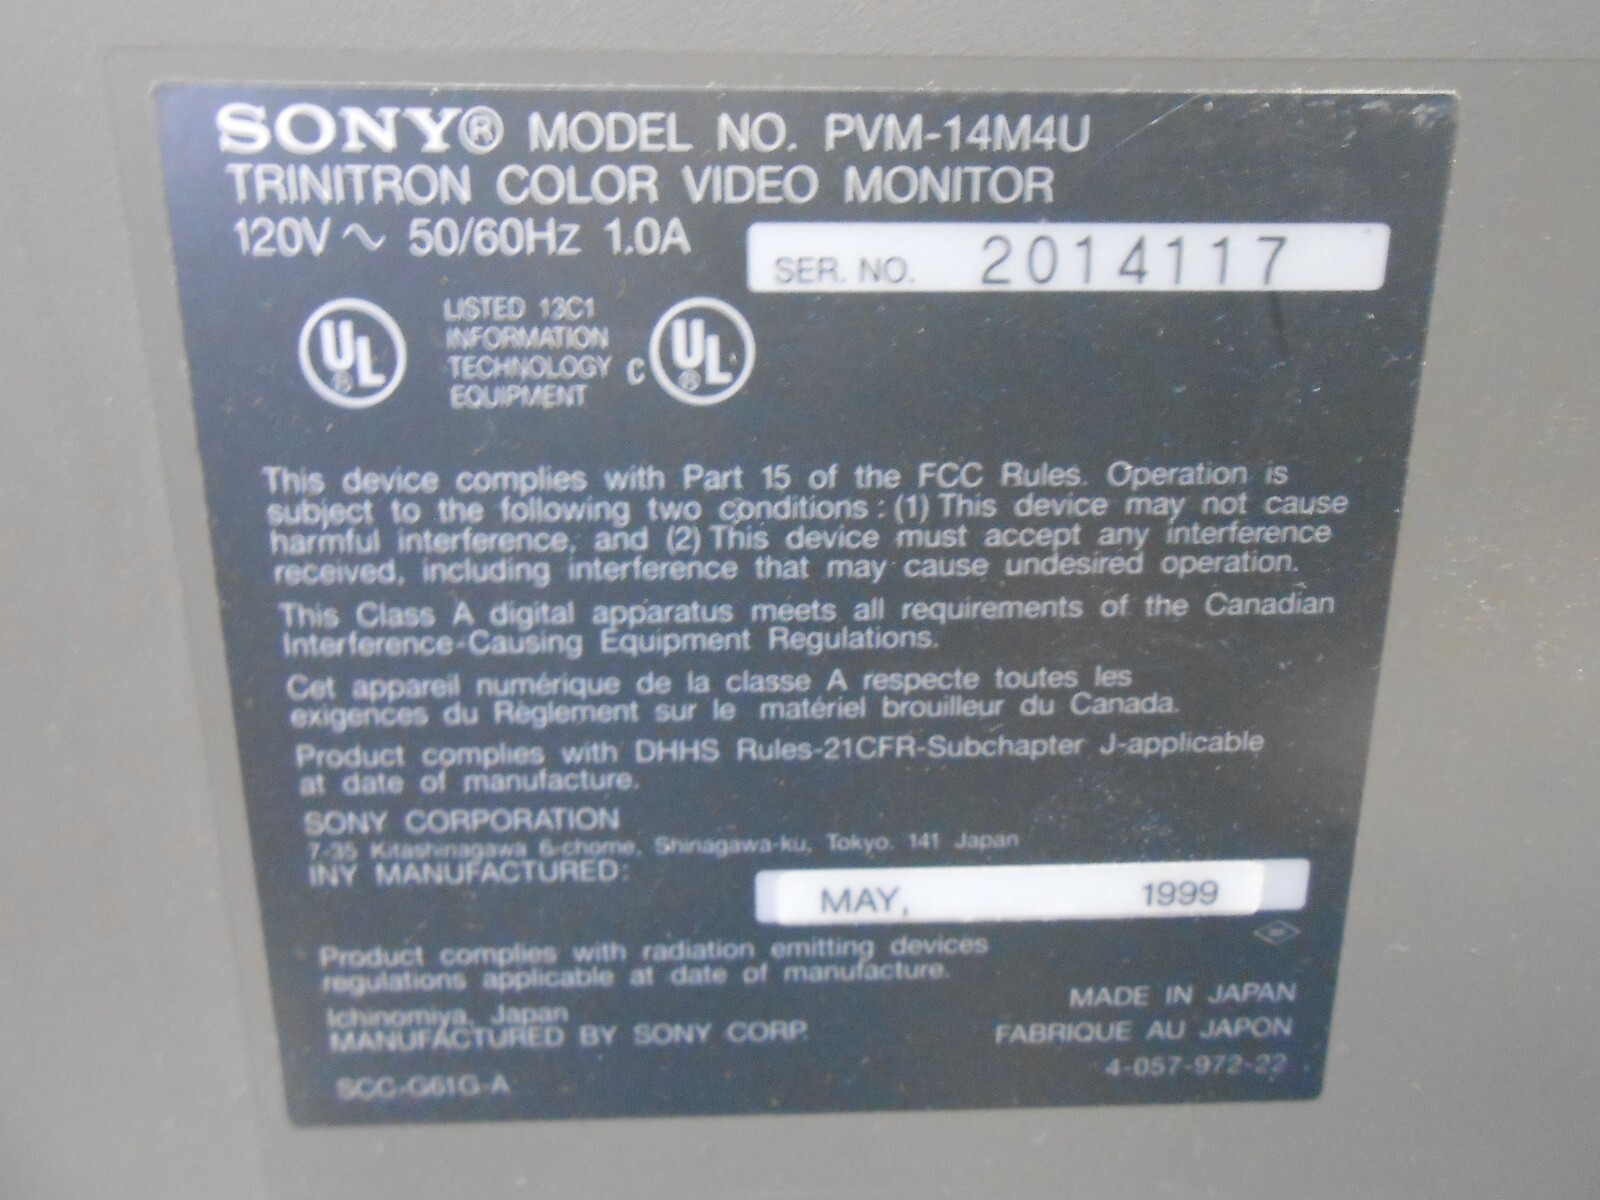 SONY® MODEL NO. PVM-14M4U
TRINITRON COLOR VIDEO MONITOR
120V ~ 50/60Hz 1.0A
SER. NO. 2014117
UL®
LISTED 13C1
INFORMATION
TECHNOLOGY
EQUIPMENT
C UL®
This device complies with Part 15 of the FCC Rules. Operation is
subject to the following two conditions : (1) This device may not cause
harmful interference, and (2) This device must accept any interference
received, including interference that may cause undesired operation.
This Class A digital apparatus meets all requirements of the Canadian
Interference-Causing Equipment Regulations.
Cet appareil numérique de la classe A respecte toutes les
exigences du Règlement sur le matériel brouilleur du Canada.
Product complies with DHHS Rules-21CFR-Subchapter J-applicable
at date of manufacture.
SONY CORPORATION
7-35 Kitashinagawa 6-chome, Shinagawa-ku, Tokyo. 141 Japan
INY MANUFACTURED:
MAY, 1999
Product complies with radiation emitting devices
regulations applicable at date of manufacture.
Ichinomiya, Japan
MANUFACTURED BY SONY CORP.
MADE IN JAPAN
FABRIQUE AU JAPON
SCC-G61G-A
4-057-972-22